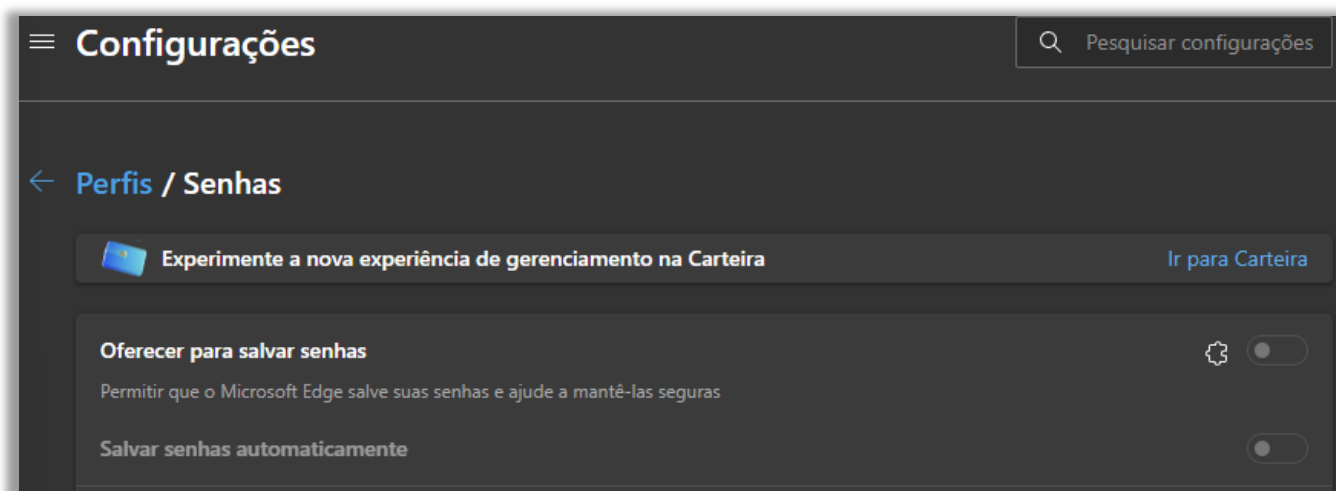 Configurações
Pesquisar configurações
Perfis / Senhas
Experimente a nova experiência de gerenciamento na Carteira
Ir para Carteira
Oferecer para salvar senhas
Permitir que o Microsoft Edge salve suas senhas e ajude a mantê-las seguras
Salvar senhas automaticamente